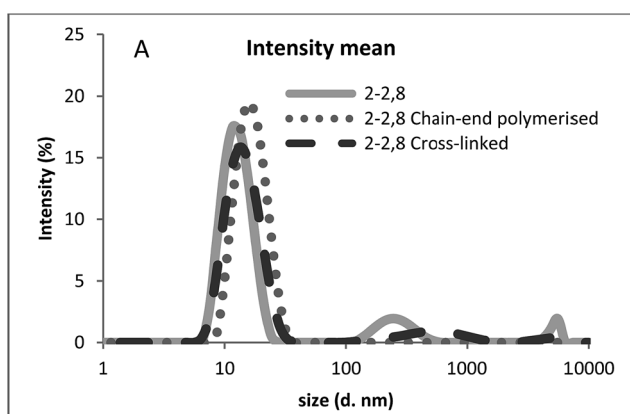 A
Intensity mean
2-2,8
2-2,8 Chain-end polymerised
2-2,8 Cross-linked
Intensity (%)
25
20
15
10
5
0
1 10 100 1000 10000
size (d. nm)